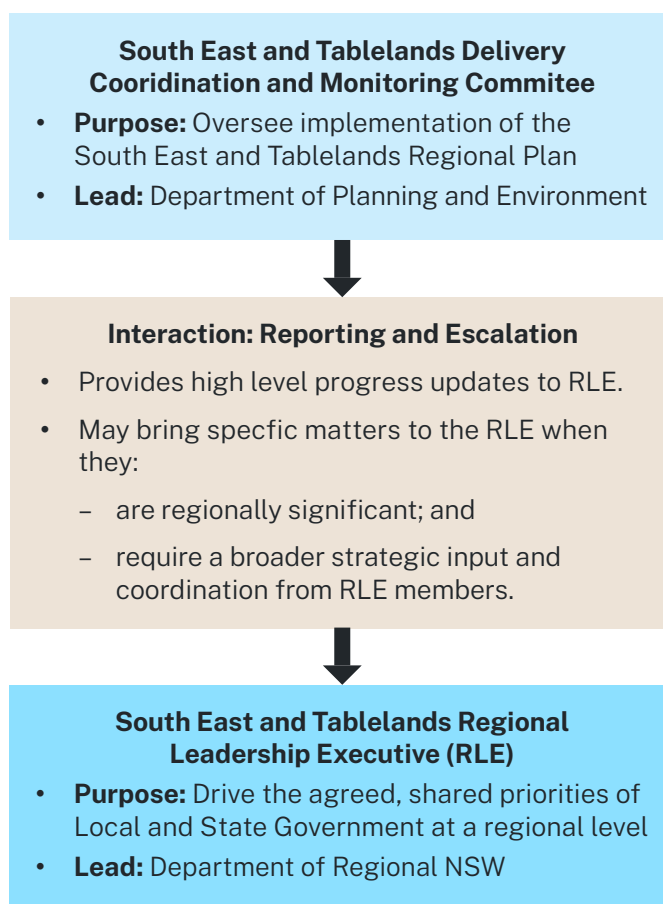 South East and Tablelands Delivery
Cooridination and Monitoring Commitee
• Purpose: Oversee implementation of the
South East and Tablelands Regional Plan
• Lead: Department of Planning and Environment
Interaction: Reporting and Escalation
• Provides high level progress updates to RLE.
• May bring specfic matters to the RLE when
they:
– are regionally significant; and
– require a broader strategic input and
coordination from RLE members.
South East and Tablelands Regional
Leadership Executive (RLE)
• Purpose: Drive the agreed, shared priorities of
Local and State Government at a regional level
• Lead: Department of Regional NSW